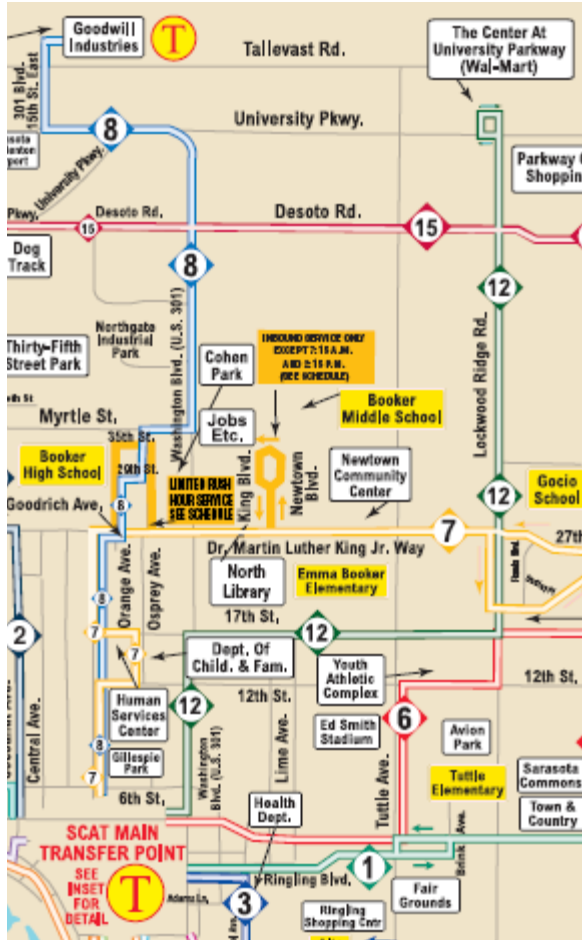 Goodwill
Industries
T
Tallevast Rd.
The Center At
University Parkway
(Wal-Mart)
301 Blvd.
15th St. East
University Pkwy.
8
University Pkwy.
Parkway
Shoppin
Pkwy.
Desoto Rd.
Desoto Rd.
15
15
Dog
Track
8
12
Washington Blvd. (U.S. 301)
Lockwood Ridge Rd.
Northgate
Industrial
Park
Thirty-Fifth
Street Park
Cohen
Park
INBOUND SERVICE ONLY
EXCEPT 7:15 A.M.
(SEE SCHEDULE)
Booker
Middle School
Jobs
Etc.
Myrtle St.
35th St.
Booker
High School
29th St.
LIMITED RUSH
HOUR SERVICE
SEE SCHEDULE
King Blvd.
Newtown
Blvd.
Newtown
Community
Center
12
Gocio
School
Goodrich Ave.
8
7
27th
Dr. Martin Luther King Jr. Way
Orange Ave.
Osprey Ave.
North
Library
Emma Booker
Elementary
8
17th St.
12
2
7
7
Dept. Of
Child. & Fam.
Youth
Athletic
Complex
12th St.
12th St.
Human
Services
Center
12
6
Ed Smith
Stadium
Avion
Park
Central Ave.
8
Gillespie
Park
Washington
Blvd. (U.S. 301)
Lime Ave.
Tuttle Ave.
Sarasota
Commons
Tuttle
Elementary
7
6th St.
Health
Dept.
Town &
Country
SCAT MAIN
TRANSFER POINT
SEE
INSET
FOR
DETAIL
T
1
Brink Ave.
Ringling Blvd.
Adams Ln.
3
Fair
Grounds
Ringling
Shopping Cntr